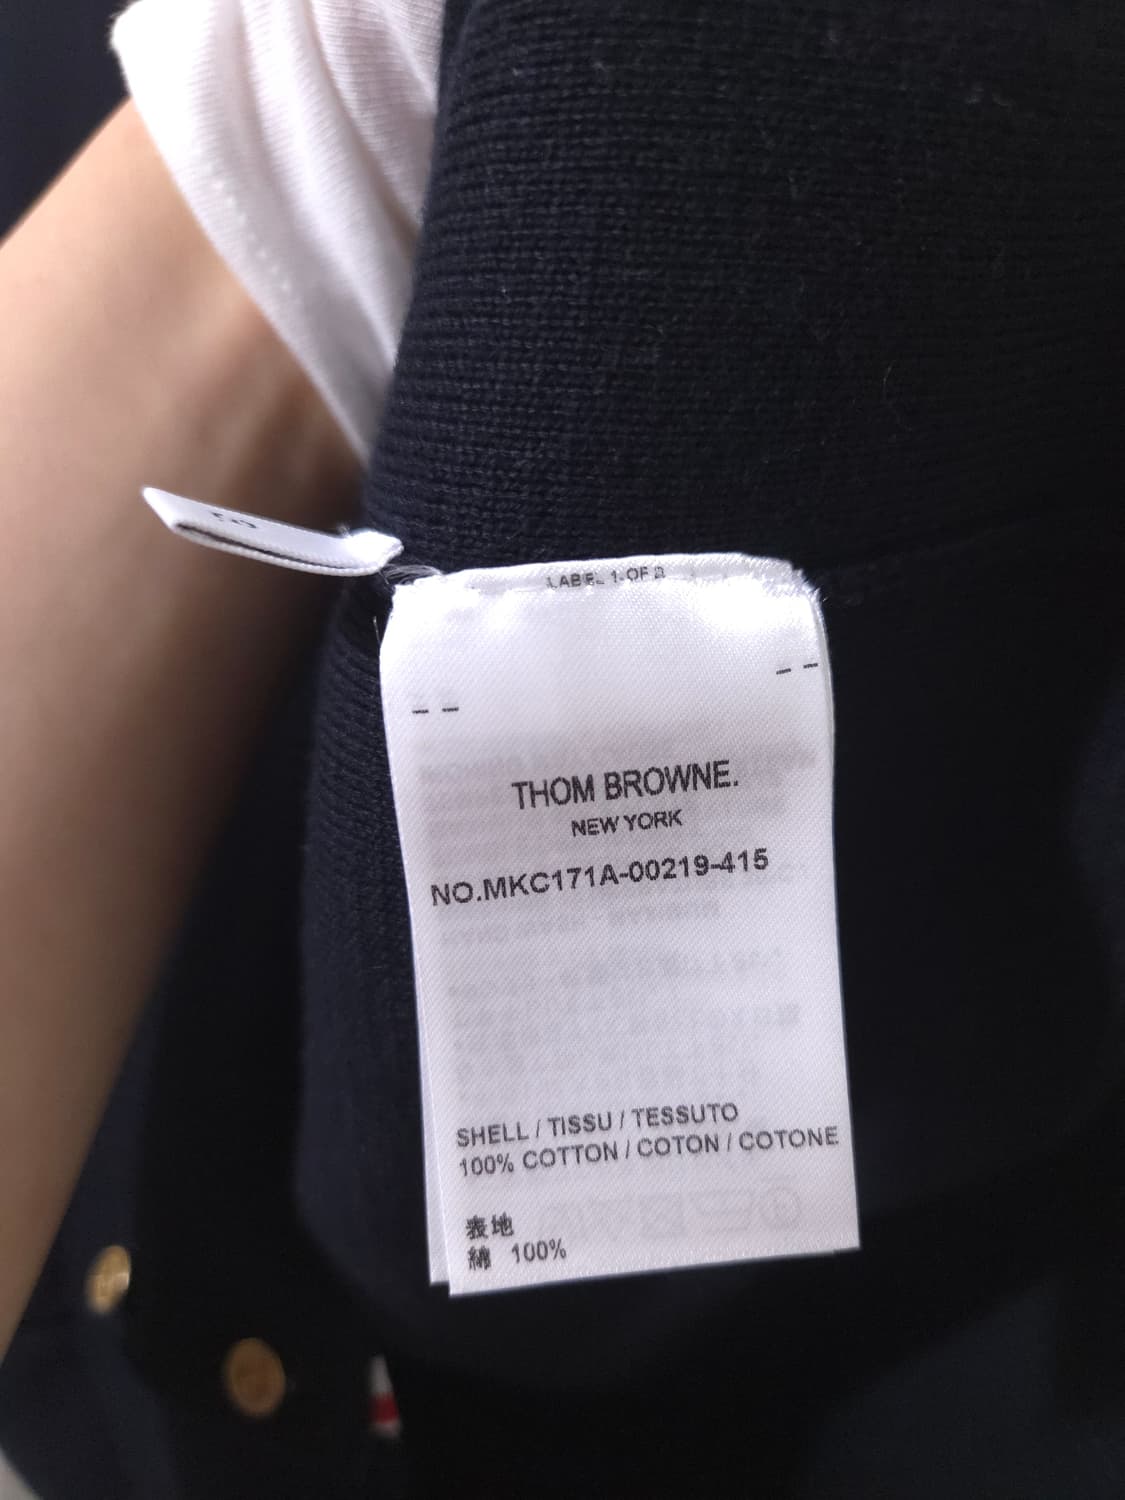 LABEL 1 OF 2
THOM BROWNE.
NEW YORK
NO.MKC171A-00219-415
SHELL / TISSU / TESSUTO
100% COTTON / COTON / COTONE
表地
綿 100%